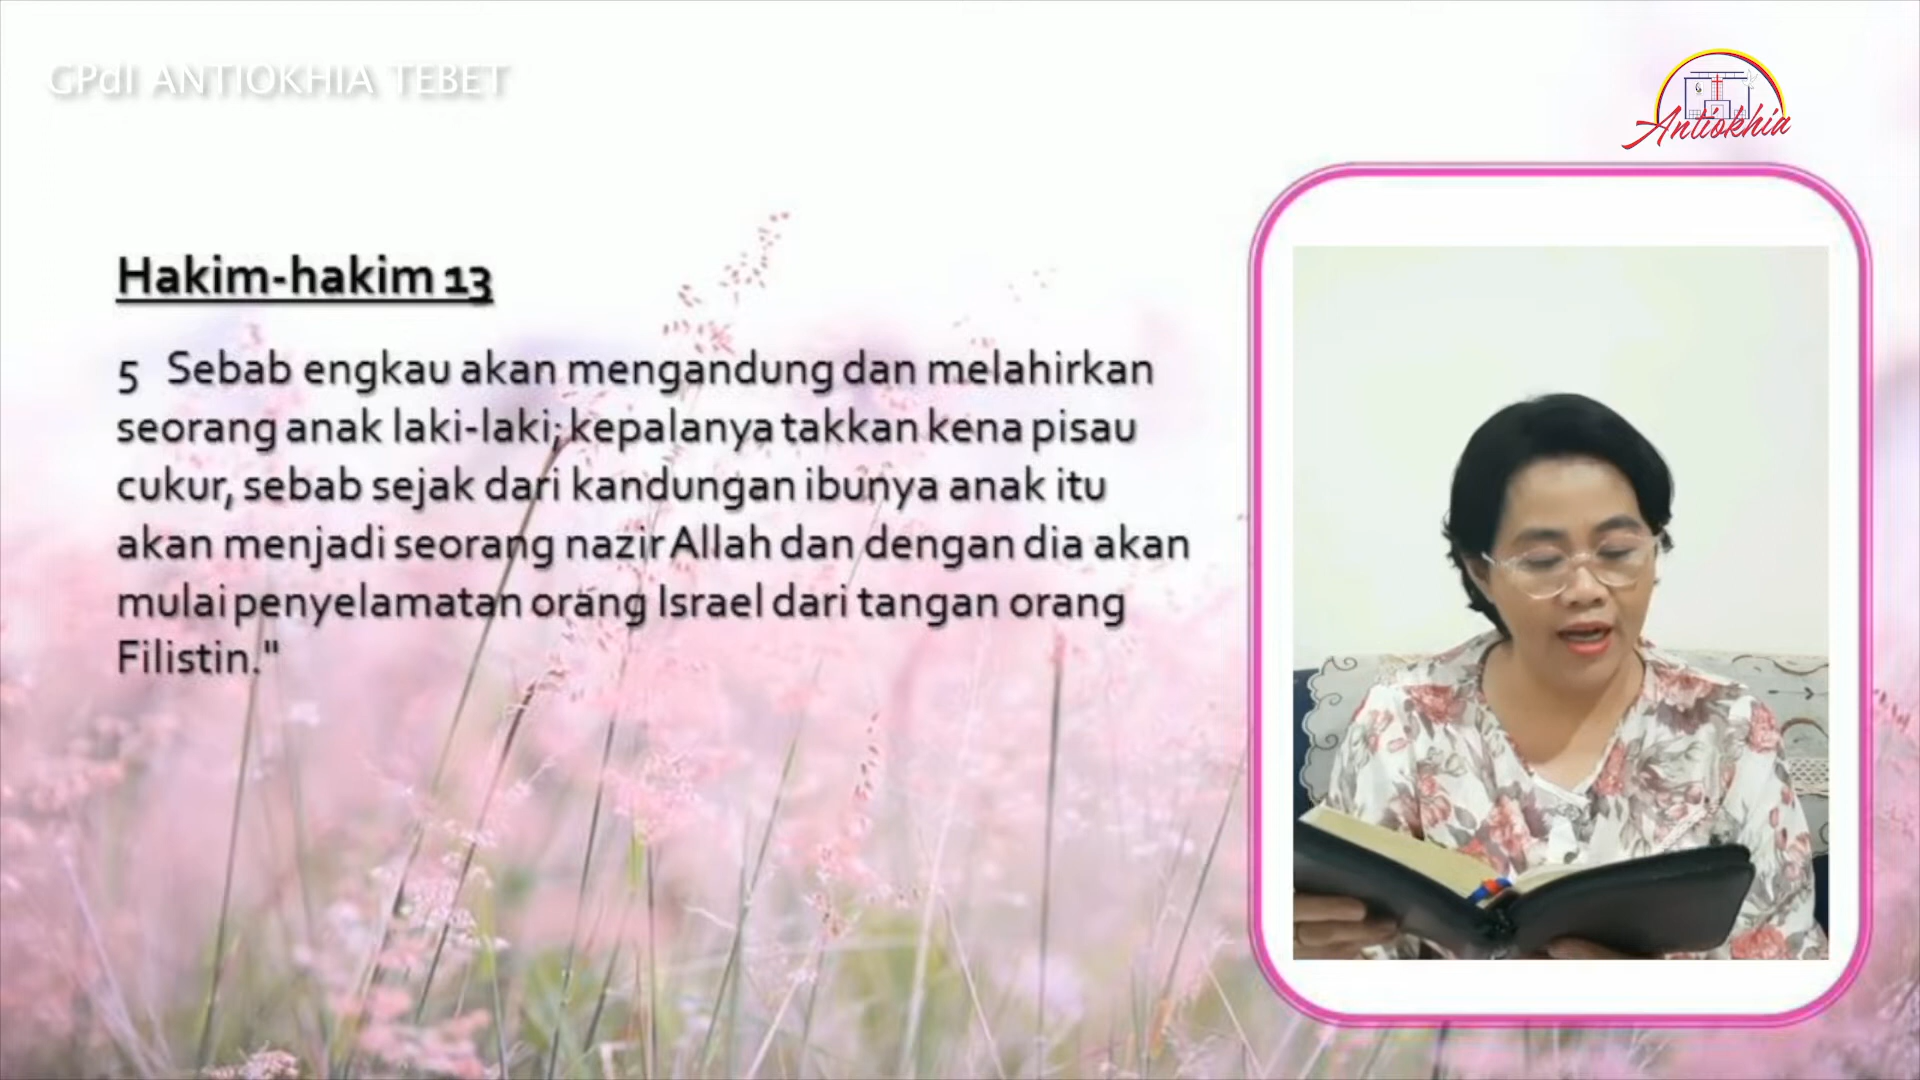 GPdI ANTIOKHIA TEBET
Antiokhia
Hakim-hakim 13
5 Sebab engkau akan mengandung dan melahirkan
seorang anak laki-laki; kepalanya takkan kena pisau
cukur, sebab sejak dari kandungan ibunya anak itu
akan menjadi seorang nazir Allah dan dengan dia akan
mulai penyelamatan orang Israel dari tangan orang
Filistin."